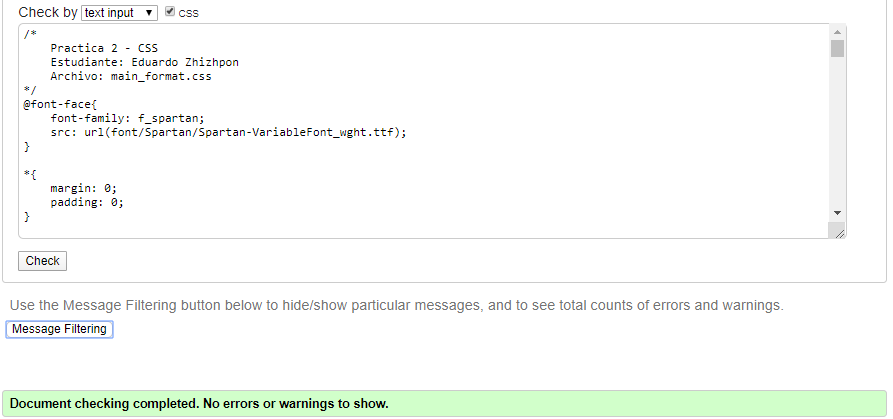 Check by text input css
/*
    Practica 2 - CSS
    Estudiante: Eduardo Zhizhpon
    Archivo: main_format.css
*/
@font-face{
    font-family: f_spartan;
    src: url(font/Spartan/Spartan-VariableFont_wght.ttf);
}

*{
    margin: 0;
    padding: 0;
}
Check
Use the Message Filtering button below to hide/show particular messages, and to see total counts of errors and warnings.
Message Filtering
Document checking completed. No errors or warnings to show.